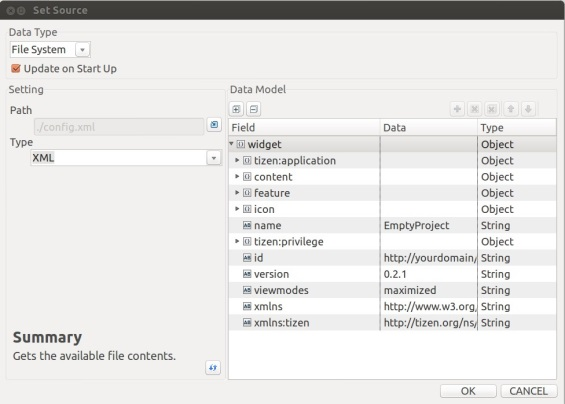 Set Source
Data Type
File System
Update on Start Up
Setting
Path
./config.xml
Type
XML
Summary
Gets the available file contents.
Data Model
Field Data Type
widget Object
tizen:application Object
content Object
feature Object
icon Object
name EmptyProject String
tizen:privilege Object
id http://yourdomain/ String
version 0.2.1 String
viewmodes maximized String
xmlns http://www.w3.org, String
xmlns:tizen http://tizen.org/ns/ String
OK CANCEL